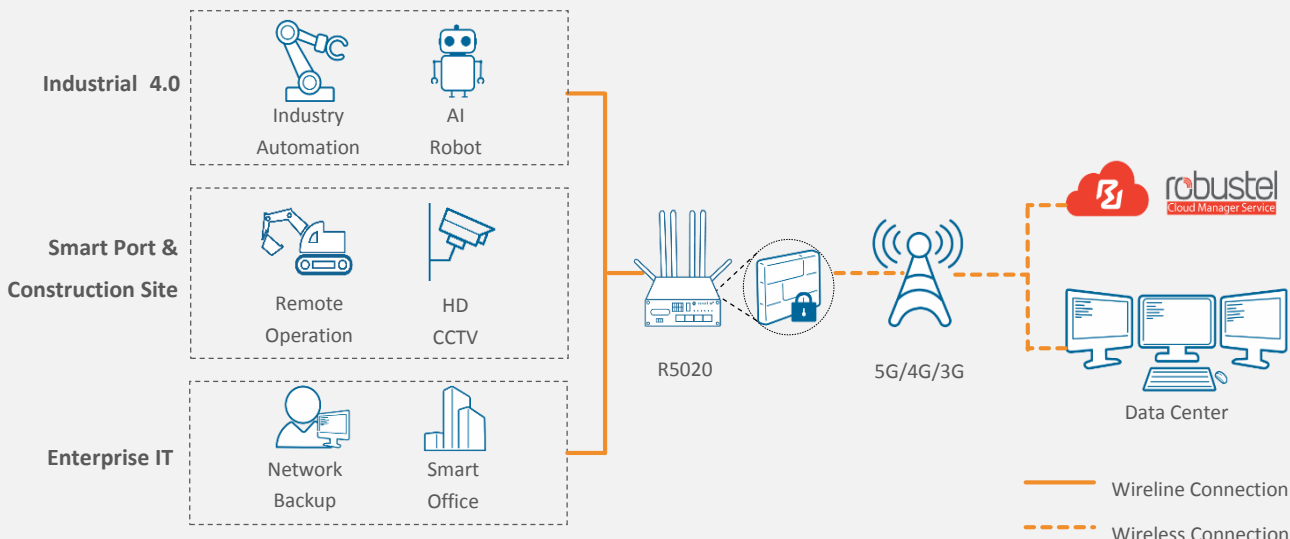 Industrial 4.0
Industry
Automation
AI
Robot
Smart Port &
Construction Site
Remote
Operation
HD
CCTV
Enterprise IT
Network
Backup
Smart
Office
R5020
5G/4G/3G
robustel
Cloud Manager Service
Data Center
Wireline Connection
Wireless Connection